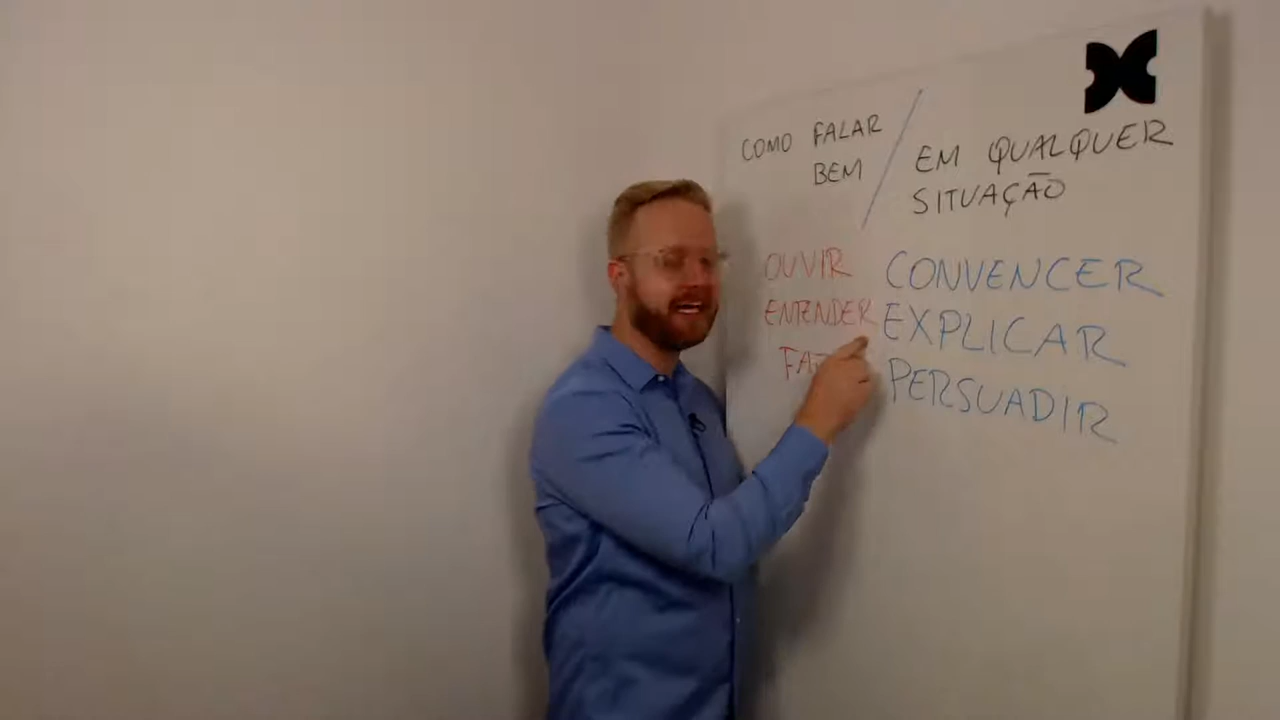 COMO FALAR
BEM
EM QUALQUER
SITUAÇÃO
OUVIR
ENTENDER
CONVENCER
EXPLICAR
PERSUADIR